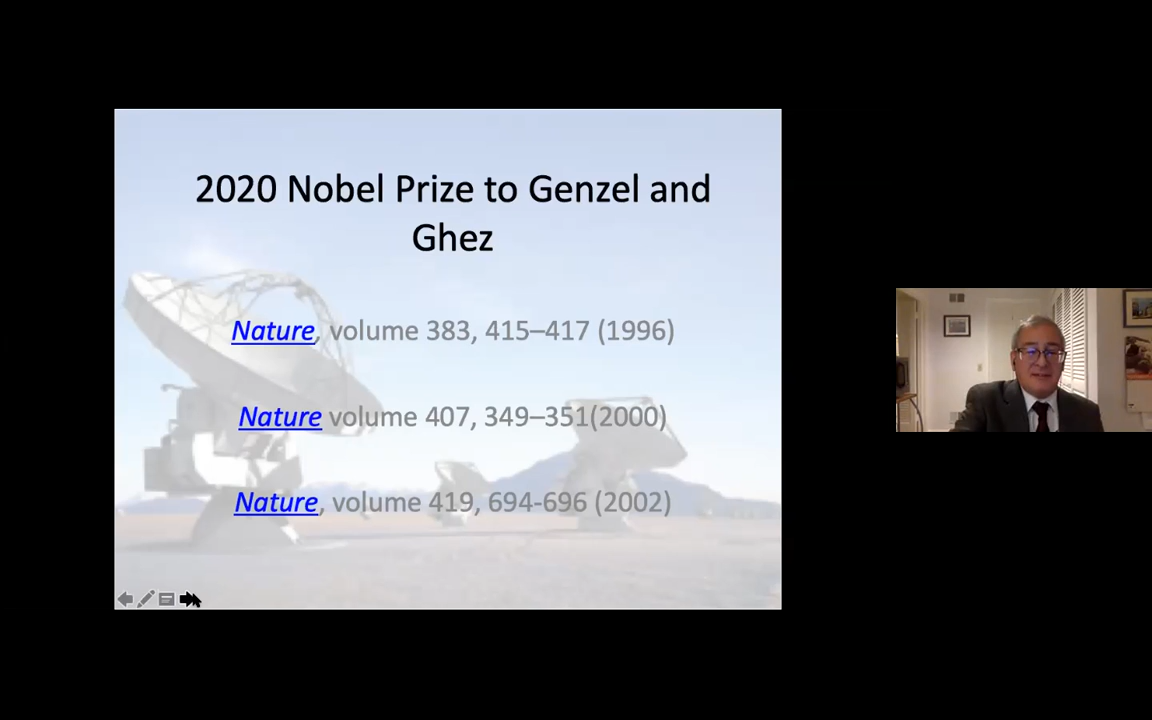 2020 Nobel Prize to Genzel and
Ghez
Nature, volume 383, 415–417 (1996)
Nature volume 407, 349–351(2000)
Nature, volume 419, 694-696 (2002)